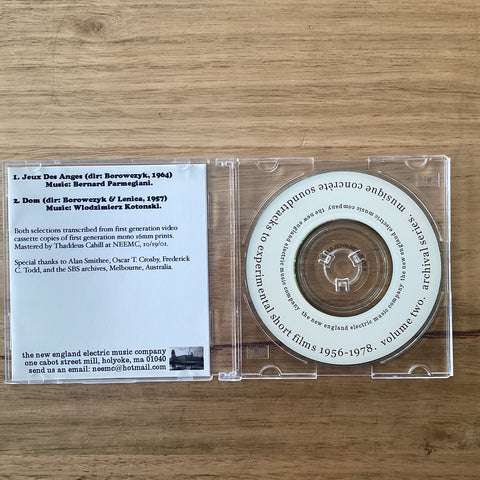 1. Jeux Des Anges (dir: Borowczyk, 1964)
Music: Bernard Parmegiani.
2. Dom (dir: Borowczyk & Lenica, 1957)
Music: Wlodzimierz Kotonski.
Both selections transcribed from first generation video
cassette copies of first generation mono 16mm prints.
Mastered by Thaddeus Cahill at NEEMC, 10/19/01.
Special thanks to Alan Smithee, Oscar T. Crosby, Frederick
C. Todd, and the SBS archives, Melbourne, Australia.
the new england electric music company
one cabot street mill, holyoke, ma 01040
send us an email: neemc@hotmail.com
musique concrète soundtracks to experimental short films 1956-1978. volume two. archival series.
the new england electric music company the new england electric music company